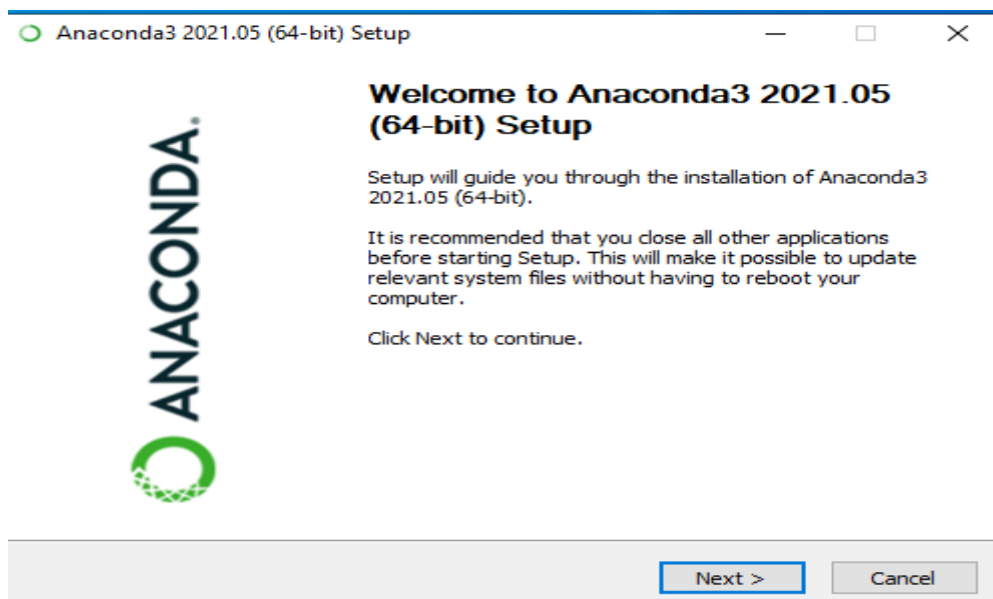 Anaconda3 2021.05 (64-bit) Setup
Welcome to Anaconda3 2021.05
(64-bit) Setup
Setup will guide you through the installation of Anaconda3
2021.05 (64-bit).
It is recommended that you close all other applications
before starting Setup. This will make it possible to update
relevant system files without having to reboot your
computer.
Click Next to continue.
ANACONDA.
Next >
Cancel